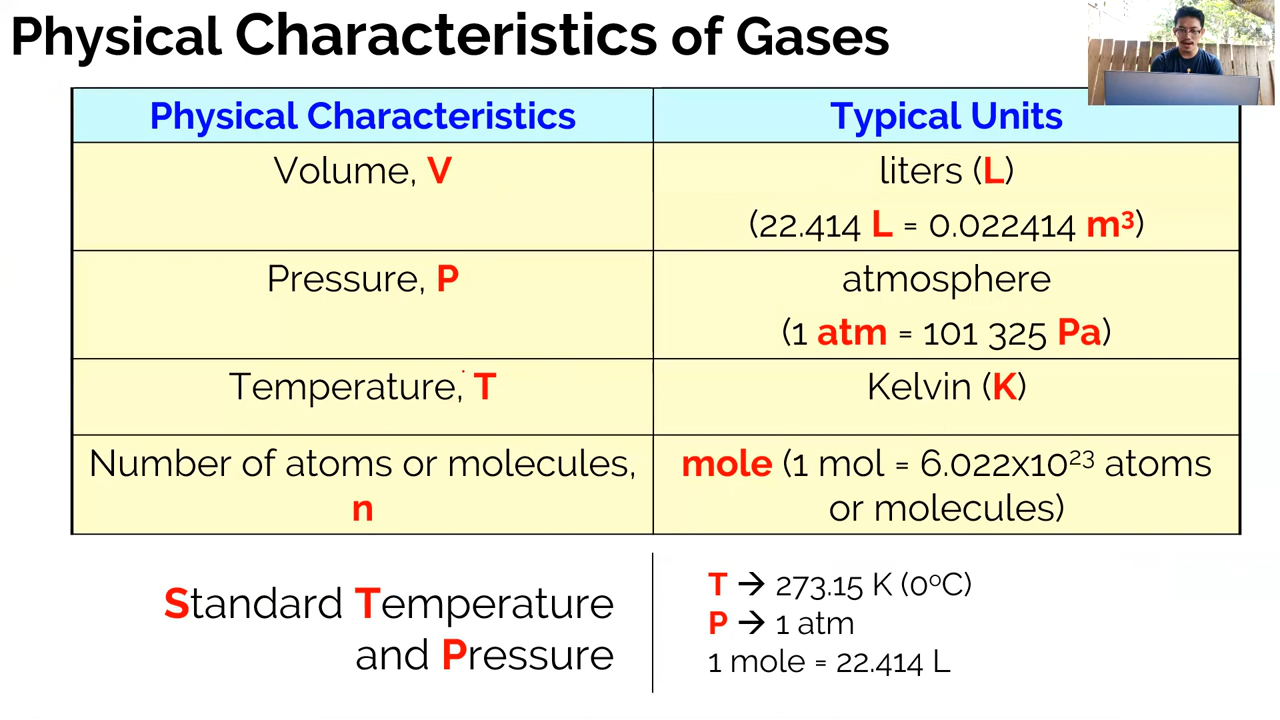 Physical Characteristics of Gases
Physical Characteristics
Typical Units
Volume, V
liters (L)
(22.414 L = 0.022414 m³)
Pressure, P
atmosphere
(1 atm = 101 325 Pa)
Temperature, T
Kelvin (K)
Number of atoms or molecules,
n
mole (1 mol = 6.022x10²³ atoms
or molecules)
Standard Temperature
and Pressure
T → 273.15 K (0°C)
P → 1 atm
1 mole = 22.414 L